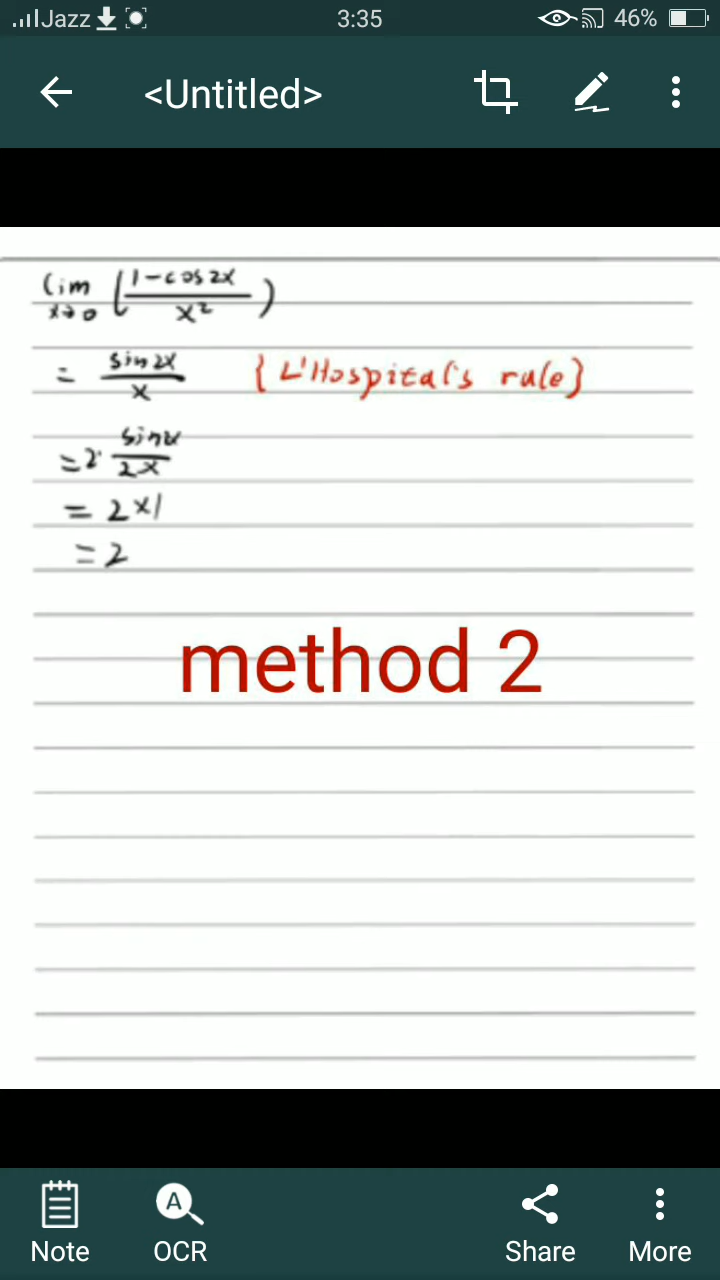 Jazz 3:35 46%
<Untitled>
lim x→0 (1-cos2x / x²)
= sin2x / x {L'Hospital's rule}
=2· sin2x / 2x
= 2×1
=2
method 2
Note OCR Share More